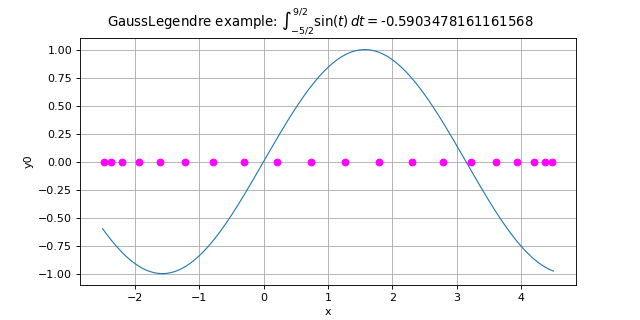 GaussLegendre example: ∫_{−5/2}^{9/2} sin(t) dt = -0.5903478161161568
1.00
0.75
0.50
0.25
0.00
−0.25
−0.50
−0.75
−1.00
y0
−2 −1 0 1 2 3 4
x